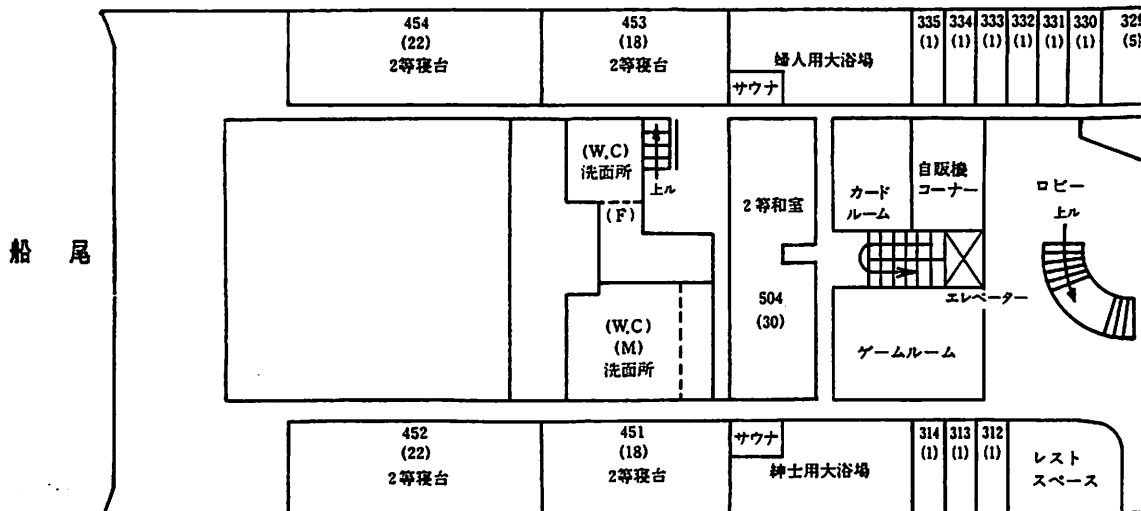 454
(22)
2等寝台
453
(18)
2等寝台
婦人用大浴場
サウナ
335
(1)
334
(1)
333
(1)
332
(1)
331
(1)
330
(1)
329
(5)
(W.C)
洗面所
上ル
(F)
2等和室
504
(30)
カード
ルーム
自販機
コーナー
ロビー
上ル
船尾
エレベーター
(W.C)
(M)
洗面所
ゲームルーム
452
(22)
2等寝台
451
(18)
2等寝台
サウナ
紳士用大浴場
314
(1)
313
(1)
312
(1)
レスト
スペース